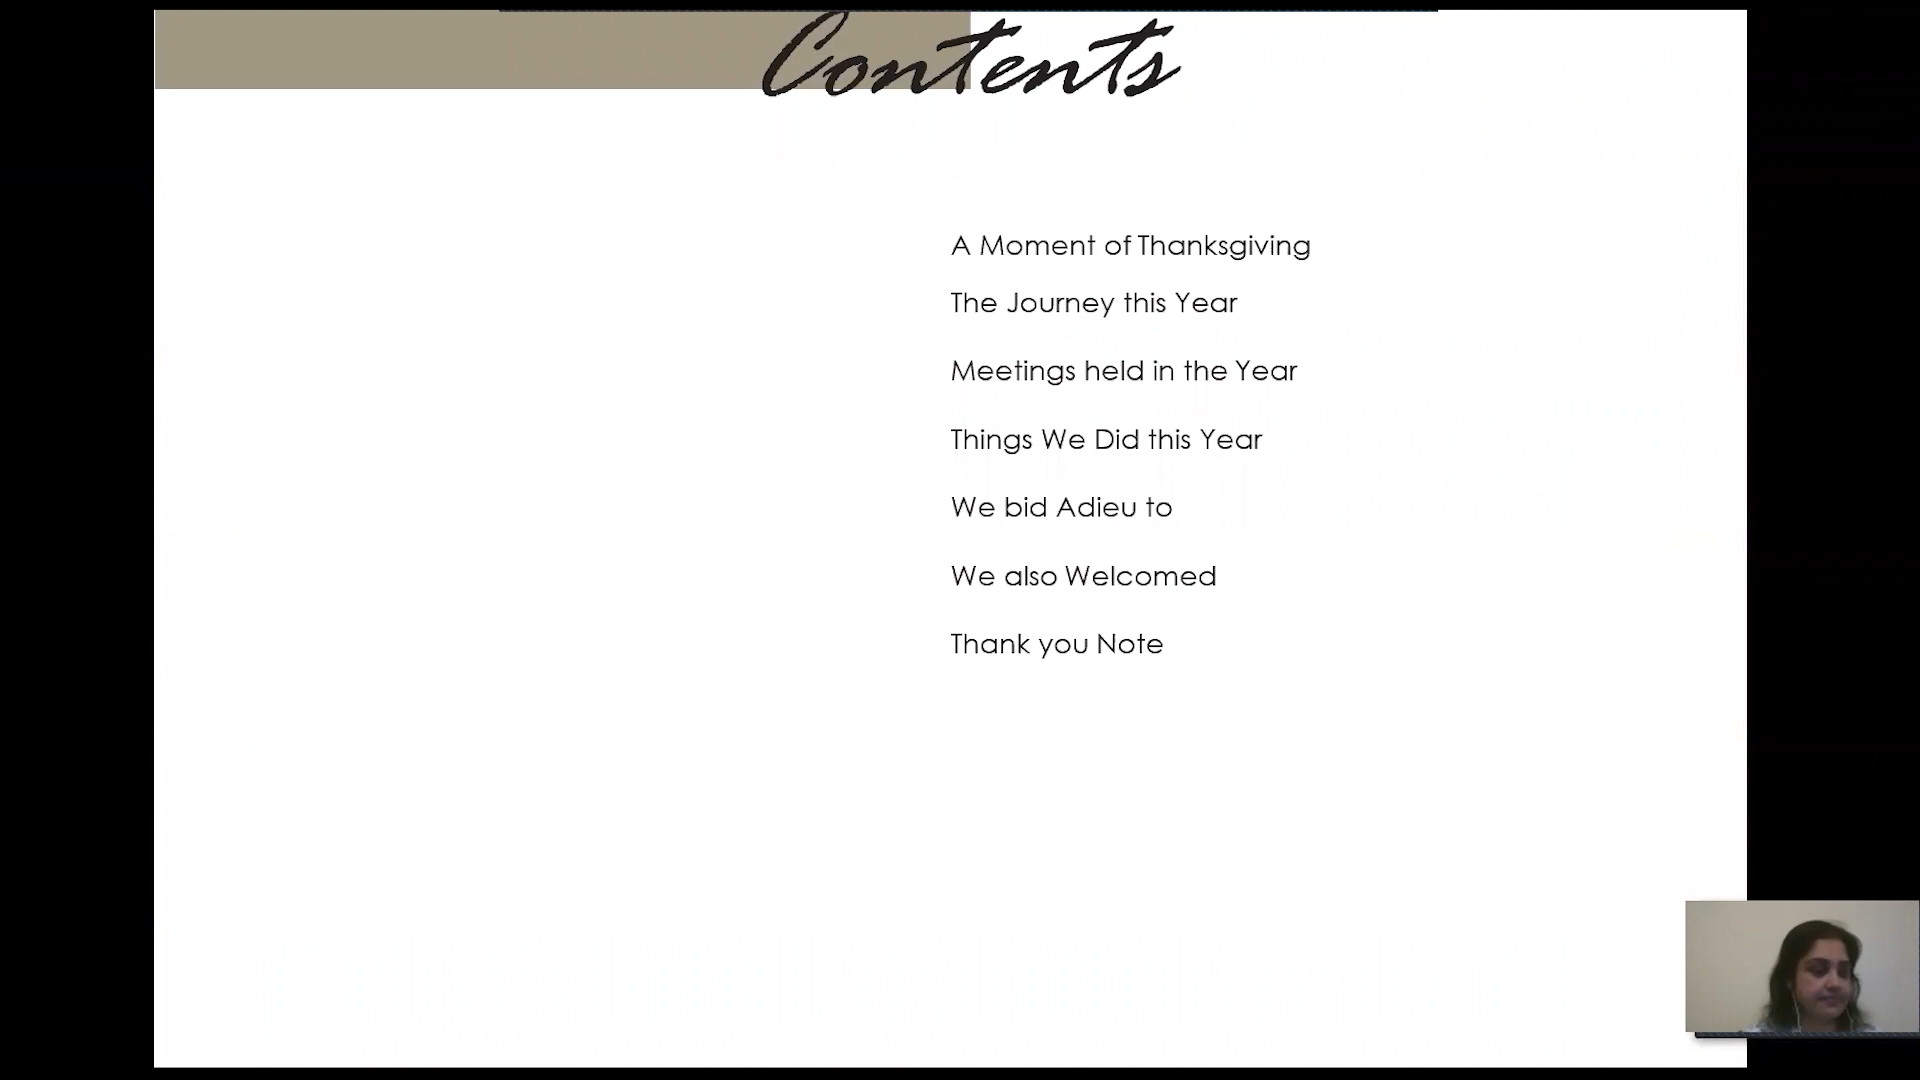 Contents
A Moment of Thanksgiving
The Journey this Year
Meetings held in the Year
Things We Did this Year
We bid Adieu to
We also Welcomed
Thank you Note